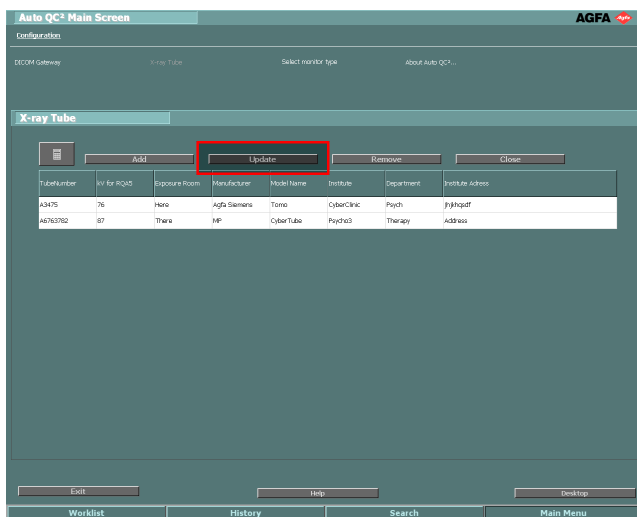 Auto QC² Main Screen AGFA
Configuration
DICOM Gateway X-ray Tube Select monitor type About Auto QC²...
X-ray Tube
Add Update Remove Close
TubeNumber kV for RQA5 Exposure Room Manufacturer Model Name Institute Department Institute Adress
A3475 76 Here Agfa Siemens Tomo CyberClinic Psych jhjkhqsdf
A6763782 87 There MP CyberTube Psycho3 Therapy Address
Exit Help Desktop
Worklist History Search Main Menu